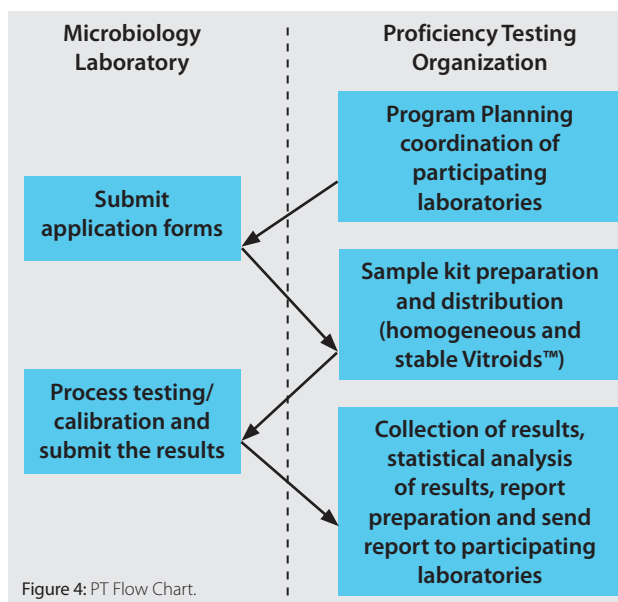 Microbiology
Laboratory
Proficiency Testing
Organization
Program Planning
coordination of
participating
laboratories
Submit
application forms
Sample kit preparation
and distribution
(homogeneous and
stable Vitroids™)
Process testing/
calibration and
submit the results
Collection of results,
statistical analysis
of results, report
preparation and send
report to participating
laboratories
Figure 4: PT Flow Chart.